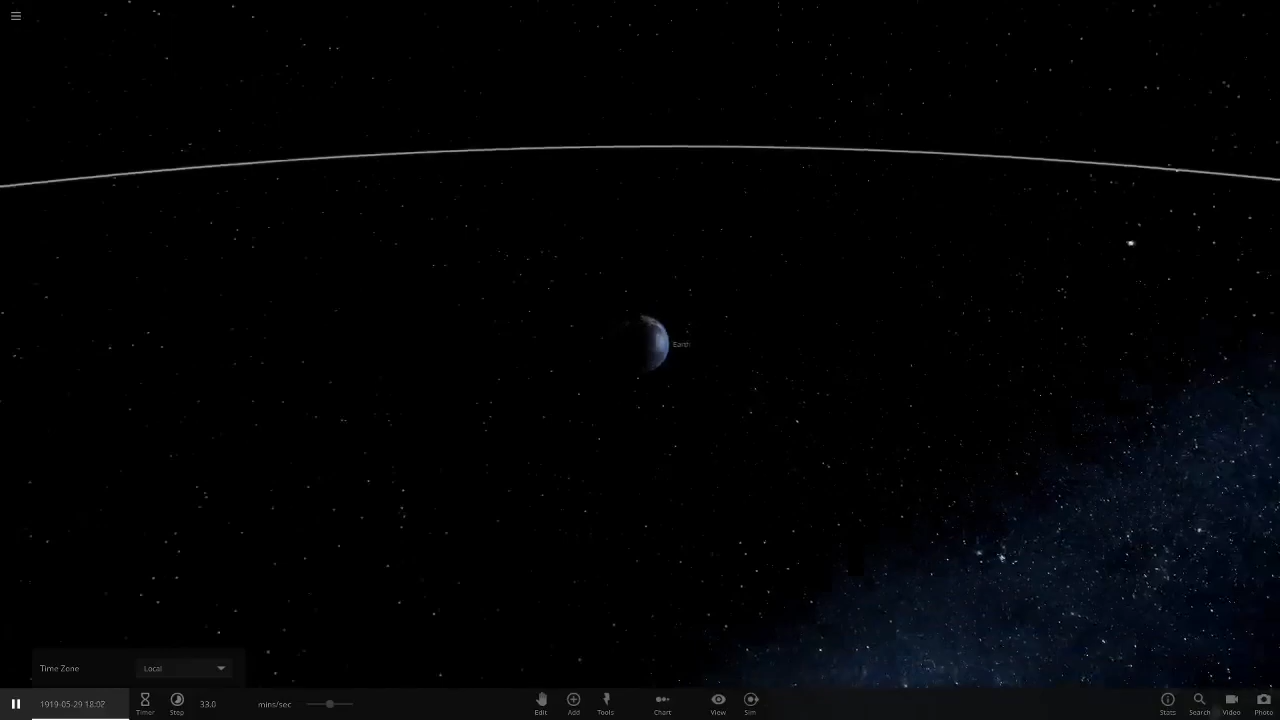 Earth
Time Zone
Local
1919-05-29 18:02
Timer
Step
33.0
mins/sec
Edit
Add
Tools
Chart
View
Sim
Stats
Search
Video
Photo